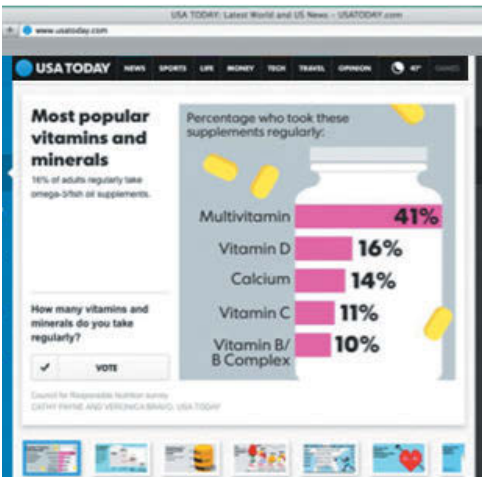 USA TODAY: Latest World and US News - USATODAY.com
www.usatoday.com
USA TODAY NEWS SPORTS LIFE MONEY TECH TRAVEL OPINION
Most popular
vitamins and
minerals
16% of adults regularly take
omega-3/fish oil supplements.
Percentage who took these
supplements regularly:
Multivitamin 41%
Vitamin D 16%
Calcium 14%
Vitamin C 11%
Vitamin B/
B Complex 10%
How many vitamins and
minerals do you take
regularly?
VOTE
Council for Responsible Nutrition survey
CATHY PAYNE AND VERONICA BRAVO, USA TODAY